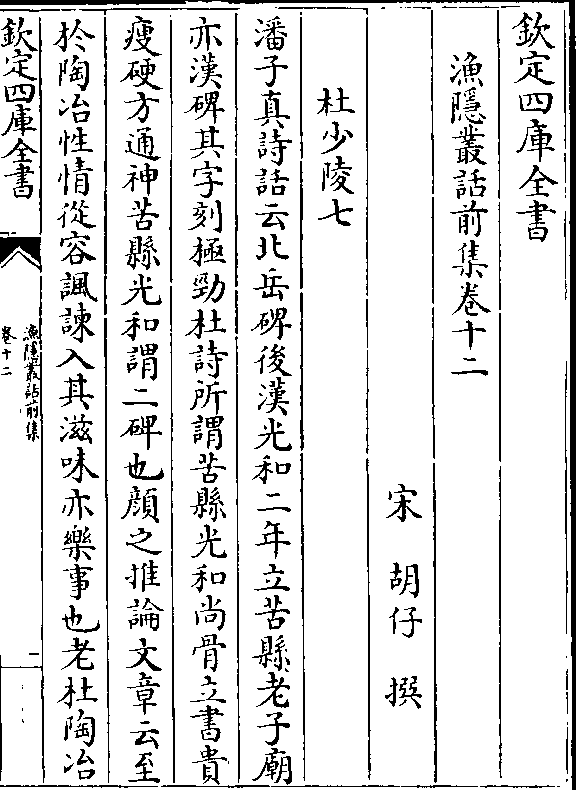 欽定四庫全書
漁隱叢話前集卷十二
宋 胡仔 撰
杜少陵七
潘子真詩話云北岳碑後漢光和二年立苦縣老子廟
亦漢碑其字刻極勁杜詩所謂苦縣光和尚骨立書貴
瘦硬方通神苦縣光和謂二碑也顔之推論文章云至
於陶冶性情從容諷諫入其滋味亦樂事也老杜陶冶
欽定四庫全書
漁隱叢話前集
卷十二
一